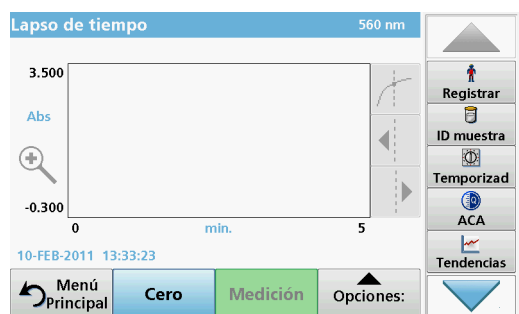 Lapso de tiempo 560 nm
3.500
Abs
-0.300
0 min. 5
10-FEB-2011 13:33:23
Menú
Principal
Cero
Medición
Opciones:
Registrar
ID muestra
Temporizad
ACA
Tendencias